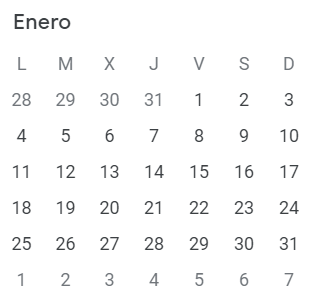 Enero
L M X J V S D
28 29 30 31 1 2 3
4 5 6 7 8 9 10
11 12 13 14 15 16 17
18 19 20 21 22 23 24
25 26 27 28 29 30 31
1 2 3 4 5 6 7